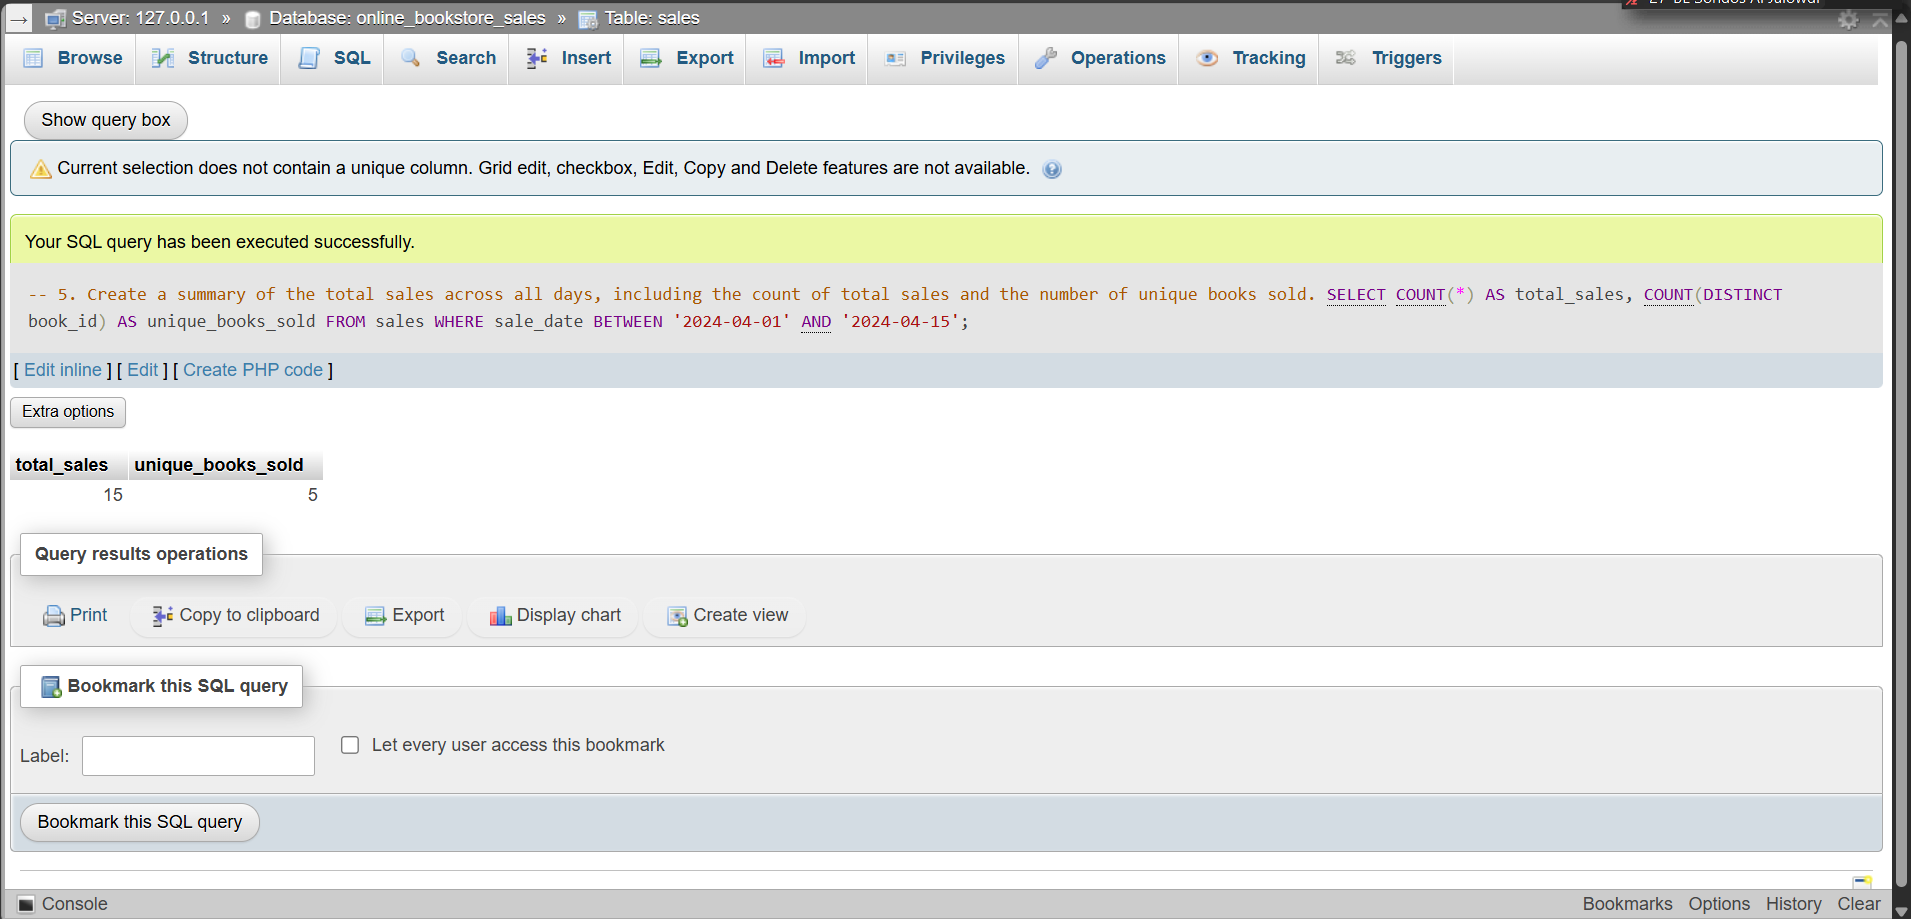 Server: 127.0.0.1 » Database: online_bookstore_sales » Table: sales
Browse Structure SQL Search Insert Export Import Privileges Operations Tracking Triggers
Show query box
Current selection does not contain a unique column. Grid edit, checkbox, Edit, Copy and Delete features are not available.
Your SQL query has been executed successfully.
-- 5. Create a summary of the total sales across all days, including the count of total sales and the number of unique books sold. SELECT COUNT(*) AS total_sales, COUNT(DISTINCT
book_id) AS unique_books_sold FROM sales WHERE sale_date BETWEEN '2024-04-01' AND '2024-04-15';
[ Edit inline ] [ Edit ] [ Create PHP code ]
Extra options
total_sales unique_books_sold
15 5
Query results operations
Print Copy to clipboard Export Display chart Create view
Bookmark this SQL query
Label: Let every user access this bookmark
Bookmark this SQL query
Console Bookmarks Options History Clear